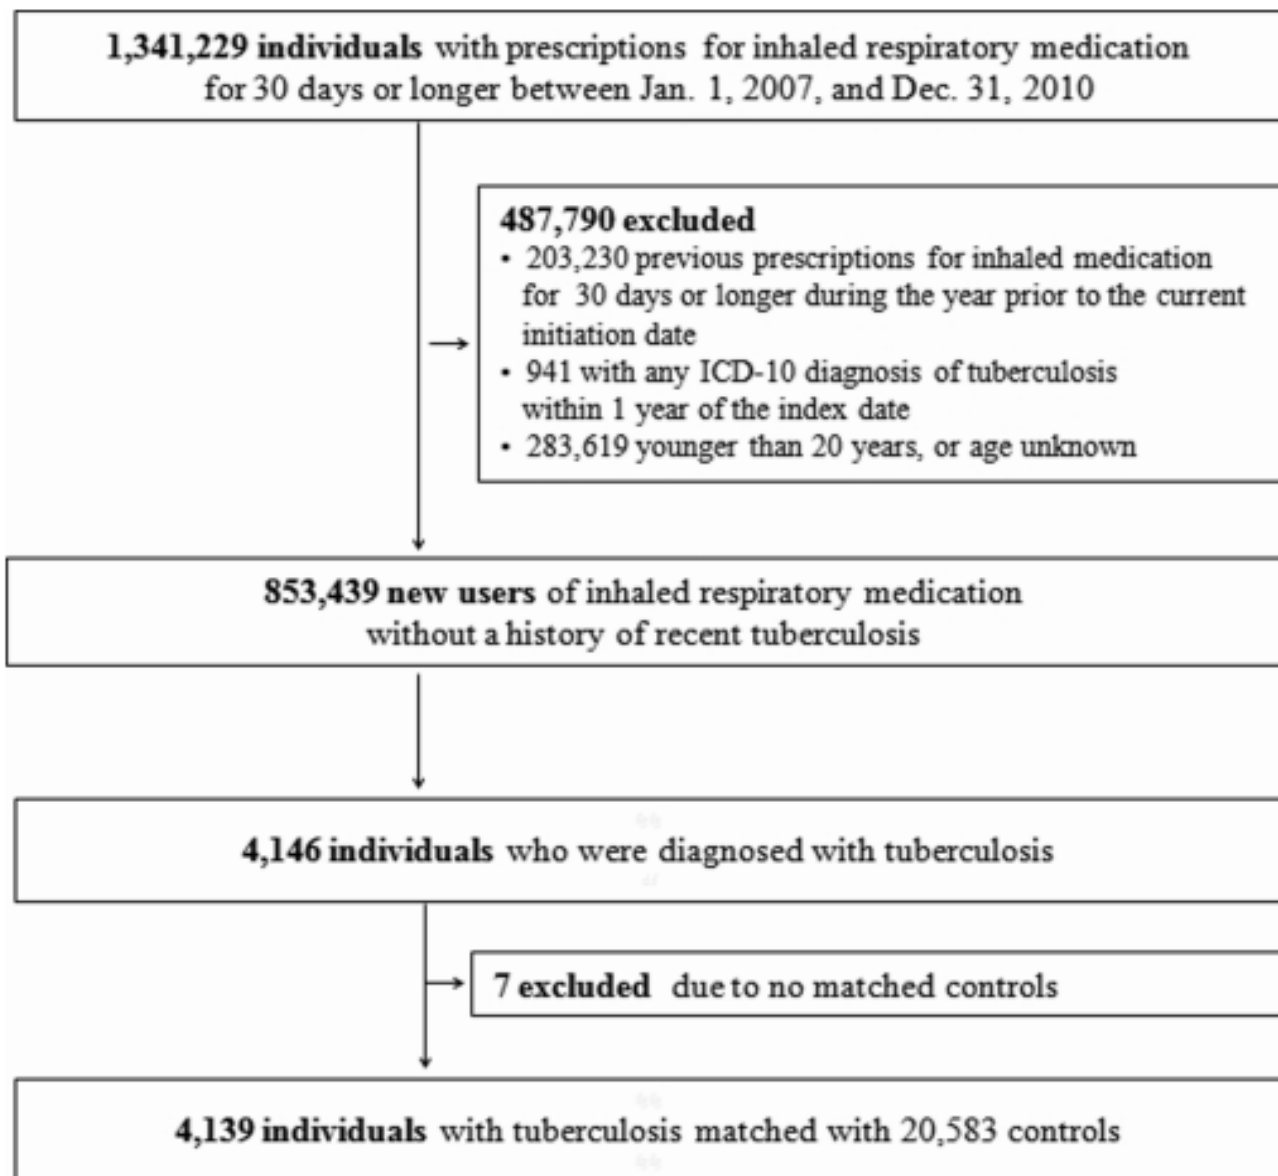 1,341,229 individuals with prescriptions for inhaled respiratory medication
for 30 days or longer between Jan. 1, 2007, and Dec. 31, 2010
487,790 excluded
• 203,230 previous prescriptions for inhaled medication
for 30 days or longer during the year prior to the current
initiation date
• 941 with any ICD-10 diagnosis of tuberculosis
within 1 year of the index date
• 283,619 younger than 20 years, or age unknown
853,439 new users of inhaled respiratory medication
without a history of recent tuberculosis
4,146 individuals who were diagnosed with tuberculosis
7 excluded due to no matched controls
4,139 individuals with tuberculosis matched with 20,583 controls